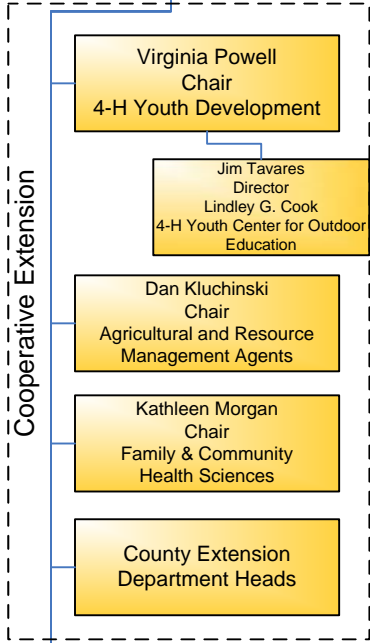 Cooperative Extension
Virginia Powell
Chair
4-H Youth Development
Jim Tavares
Director
Lindley G. Cook
4-H Youth Center for Outdoor
Education
Dan Kluchinski
Chair
Agricultural and Resource
Management Agents
Kathleen Morgan
Chair
Family & Community
Health Sciences
County Extension
Department Heads